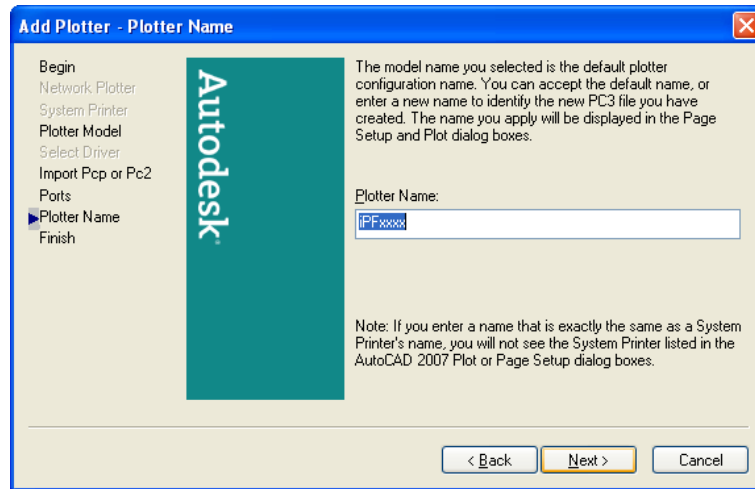 Add Plotter - Plotter Name
Begin
Network Plotter
System Printer
Plotter Model
Select Driver
Import Pcp or Pc2
Ports
Plotter Name
Finish
Autodesk
The model name you selected is the default plotter
configuration name. You can accept the default name, or
enter a new name to identify the new PC3 file you have
created. The name you apply will be displayed in the Page
Setup and Plot dialog boxes.
Plotter Name:
iPFxxxx
Note: If you enter a name that is exactly the same as a System
Printer's name, you will not see the System Printer listed in the
AutoCAD 2007 Plot or Page Setup dialog boxes.
< Back
Next >
Cancel